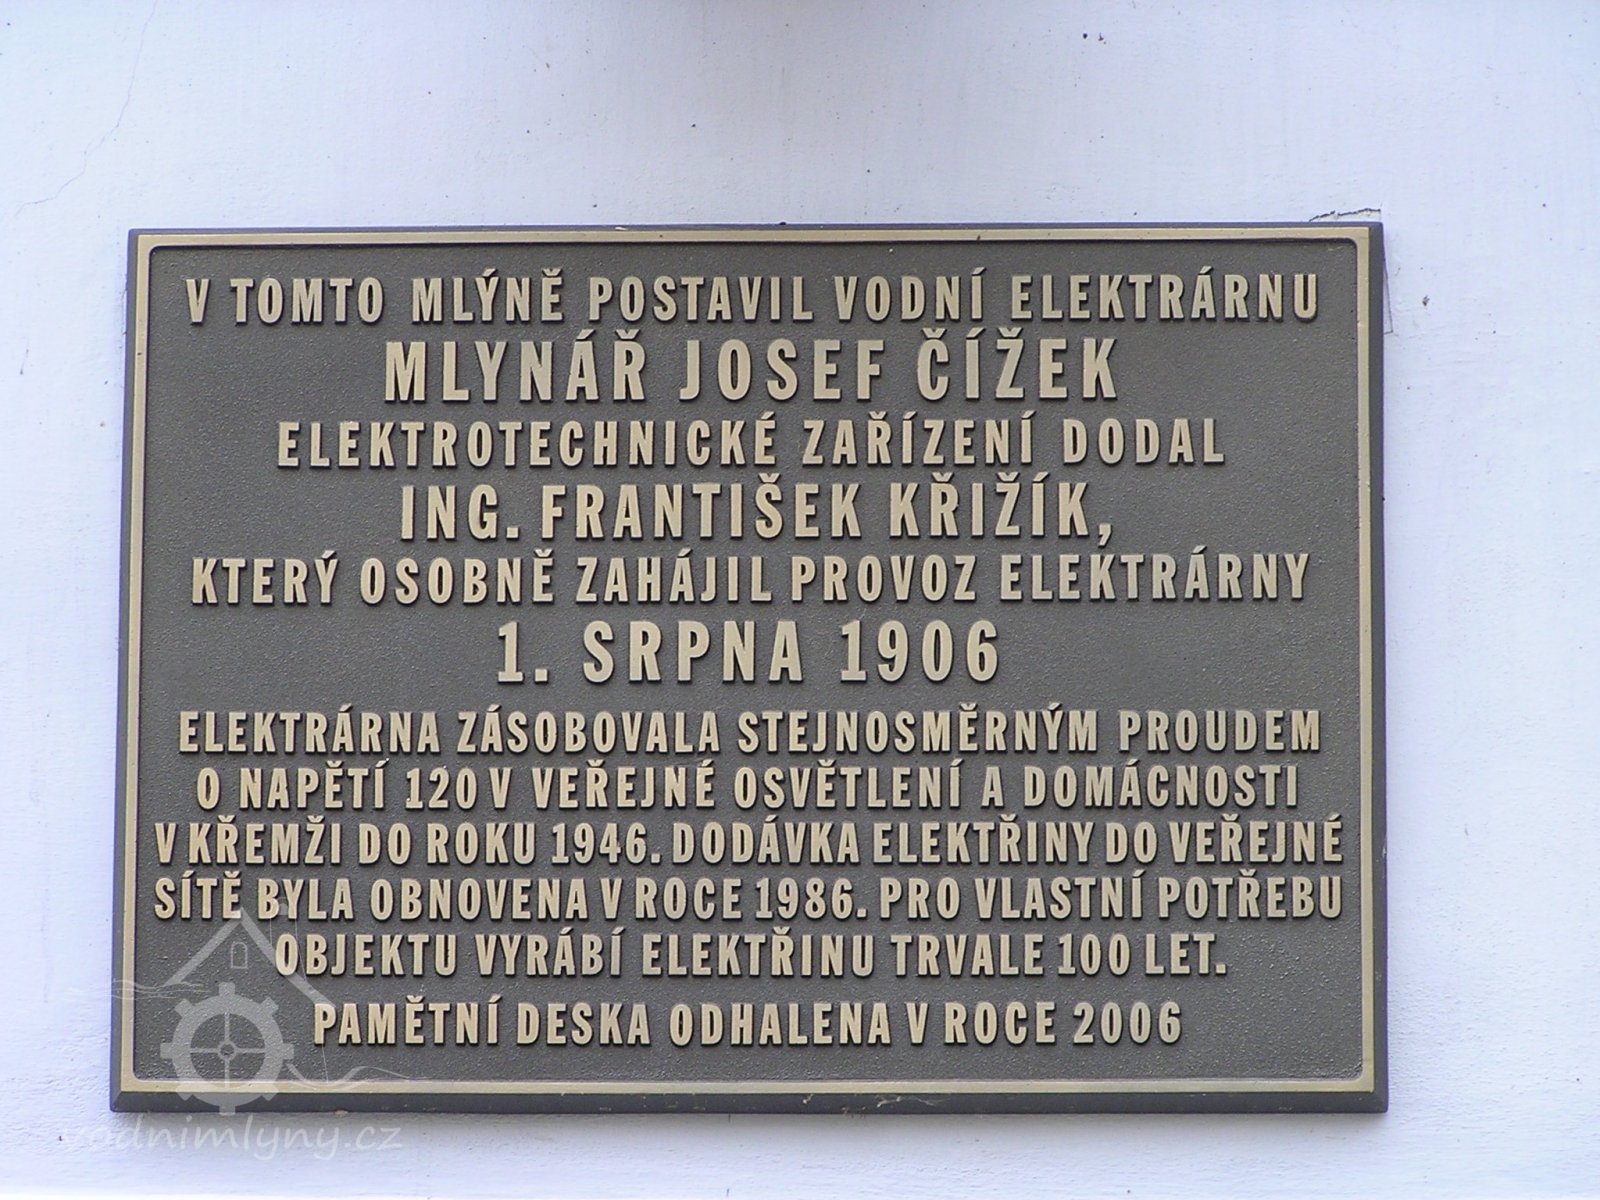 V TOMTO MLÝNĚ POSTAVIL VODNÍ ELEKTRÁRNU
MLYNÁŘ JOSEF ČÍŽEK
ELEKTROTECHNICKÉ ZAŘÍZENÍ DODAL
ING. FRANTIŠEK KŘIŽÍK,
KTERÝ OSOBNĚ ZAHÁJIL PROVOZ ELEKTRÁRNY
1. SRPNA 1906
ELEKTRÁRNA ZÁSOBOVALA STEJNOSMĚRNÝM PROUDEM
O NAPĚTÍ 120 V VEŘEJNÉ OSVĚTLENÍ A DOMÁCNOSTI
V KŘEMŽI DO ROKU 1946. DODÁVKA ELEKTŘINY DO VEŘEJNÉ
SÍTĚ BYLA OBNOVENA V ROCE 1986. PRO VLASTNÍ POTŘEBU
OBJEKTU VYRÁBÍ ELEKTŘINU TRVALE 100 LET.
PAMĚTNÍ DESKA ODHALENA V ROCE 2006
vodnimlyny.cz